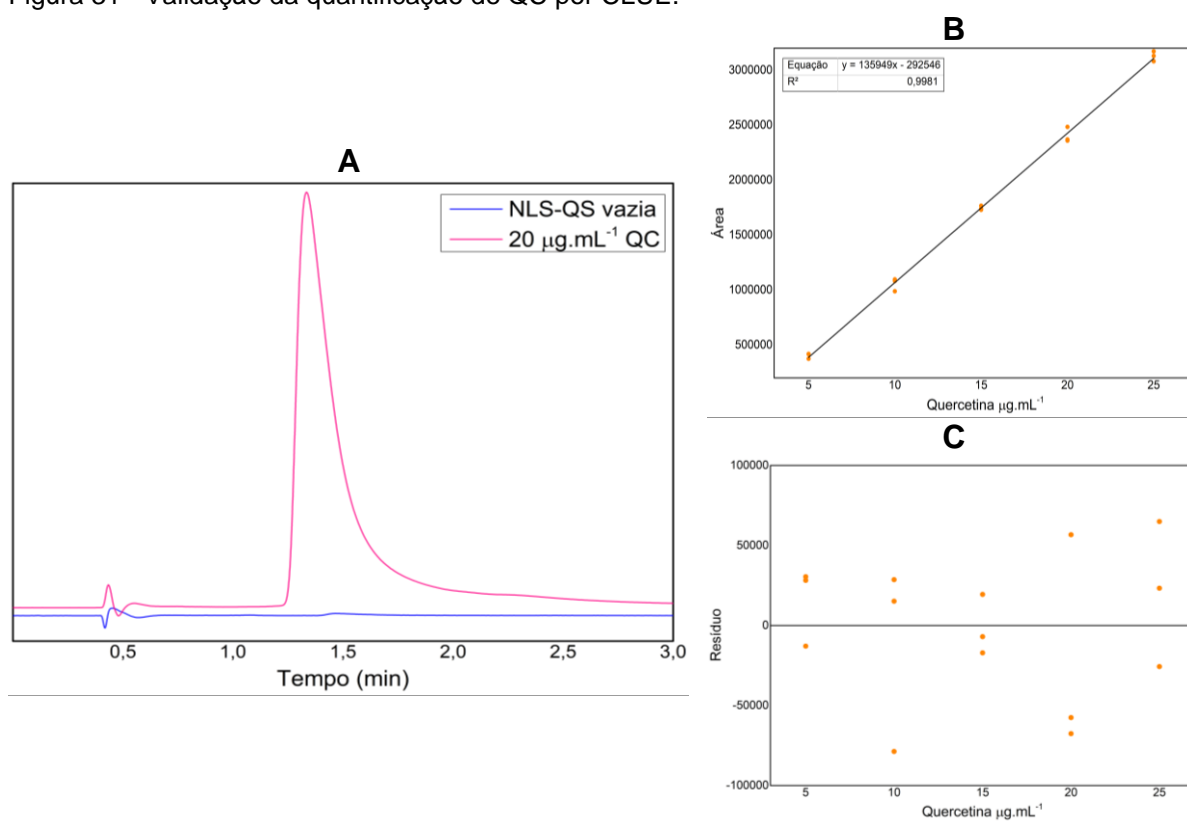 Figura Validação da quantificação de QC por CLUE.
A
NLS-QS vazia
20 µg.mL⁻¹ QC
0,5 1,0 1,5 2,0 2,5 3,0
Tempo (min)
B
Equação y = 135949x - 292546
R² 0,9981
3000000
2500000
2000000
1500000
1000000
500000
Área
5 10 15 20 25
Quercetina µg.mL⁻¹
C
100000
50000
0
-50000
-100000
Resíduo
5 10 15 20 25
Quercetina µg.mL⁻¹